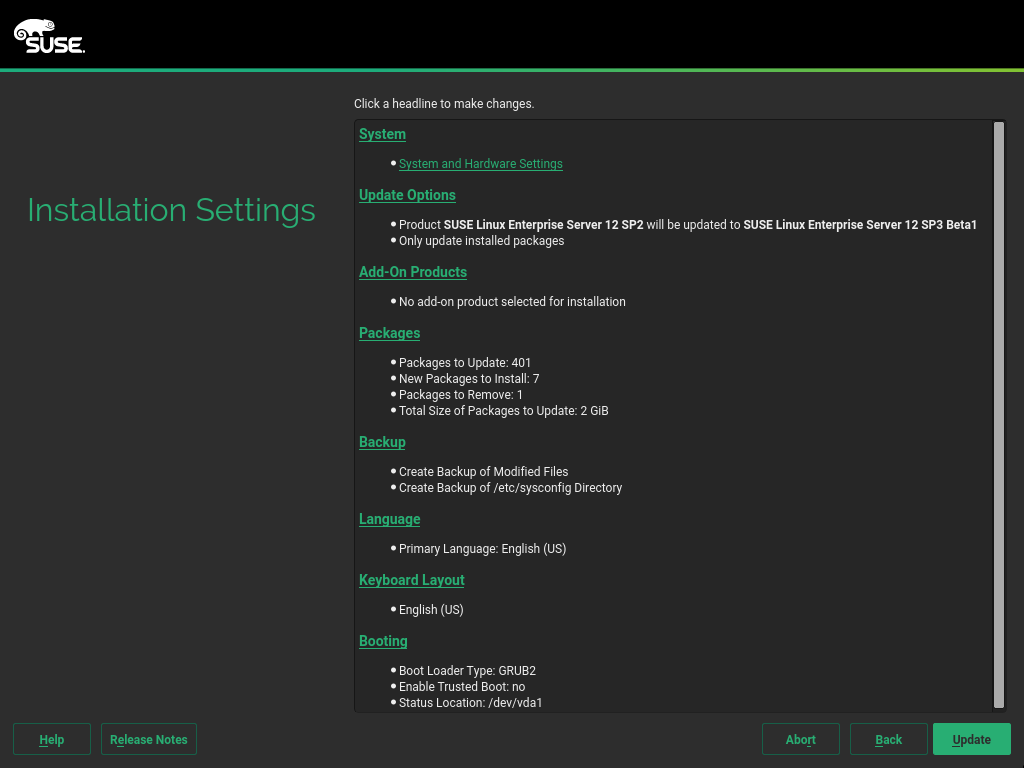 SUSE.
Click a headline to make changes.
Installation Settings
System
System and Hardware Settings
Update Options
Product SUSE Linux Enterprise Server 12 SP2 will be updated to SUSE Linux Enterprise Server 12 SP3 Beta1
Only update installed packages
Add-On Products
No add-on product selected for installation
Packages
Packages to Update: 401
New Packages to Install: 7
Packages to Remove: 1
Total Size of Packages to Update: 2 GiB
Backup
Create Backup of Modified Files
Create Backup of /etc/sysconfig Directory
Language
Primary Language: English (US)
Keyboard Layout
English (US)
Booting
Boot Loader Type: GRUB2
Enable Trusted Boot: no
Status Location: /dev/vda1
Help
Release Notes
Abort
Back
Update